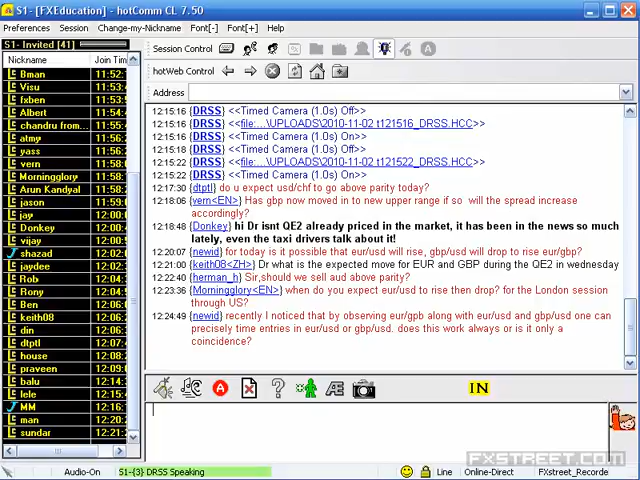 S1- [FXEducation] - hotComm CL 7.50
Preferences Session Change-my-Nickname Font[-] Font[+] Help
S1- Invited [41]
Session Control
Nickname Join Tim
hotWeb Control
Address
Bman 11:52:
Visu 11:53:
fxben 11:54:
Albert 11:54:
chandru from... 11:55:
atmy 11:56:
yass 11:56:
vern 11:56:
Morningglory 11:57:
Arun Kandyal 11:58:
jason 11:59:
jay 12:00:0
Donkey 12:00:0
vijay 12:01:0
shazad 12:01:0
jaydee 12:02:0
Rob 12:04:1
Rony 12:04:
Ben 12:06:
keith08 12:06:0
din 12:06:
dtptl 12:07:4
house 12:08:4
praveen 12:08:
balu 12:14:
lele 12:14:
MM 12:16:
man 12:20:
sundar 12:21:
12:15:16 {DRSS} <<Timed Camera (1.0s) Off>>
12:15:16 {DRSS} <<file:...\UPLOADS\2010-11-02 t121516_DRSS.HCC>>
12:15:16 {DRSS} <<Timed Camera (1.0s) On>>
12:15:22 {DRSS} <<Timed Camera (1.0s) Off>>
12:15:22 {DRSS} <<file:...\UPLOADS\2010-11-02 t121522_DRSS.HCC>>
12:15:22 {DRSS} <<Timed Camera (1.0s) On>>
12:17:30 {dtptl} do u expect usd/chf to go above parity today?
12:18:06 {vern<EN>} Has gbp now moved in to new upper range if so will the spread increase
accordingly?
12:18:48 {Donkey} hi Dr isnt QE2 already priced in the market, it has been in the news so much
lately, even the taxi drivers talk about it!
12:20:07 {newid} for today is it possible that eur/usd will rise, gbp/usd will drop to rise eur/gbp?
12:21:00 {keith08<ZH>} Dr what is the expected move for EUR and GBP during the QE2 in wednesday
12:22:40 {herman_h} Sir,should we sell aud above parity?
12:23:36 {Morningglory<EN>} when do you expect eur/usd to rise then drop? for the London session
through US?
12:24:49 {newid} recently I noticed that by observing eur/gpb along with eur/usd and gbp/usd one can
precisely time entries in eur/usd or gbp/usd. does this work always or is it only a
coincidence?
IN
FXSTREET.COM
Audio-On S1-{3} DRSS Speaking Line Online-Direct FXstreet_Recorde